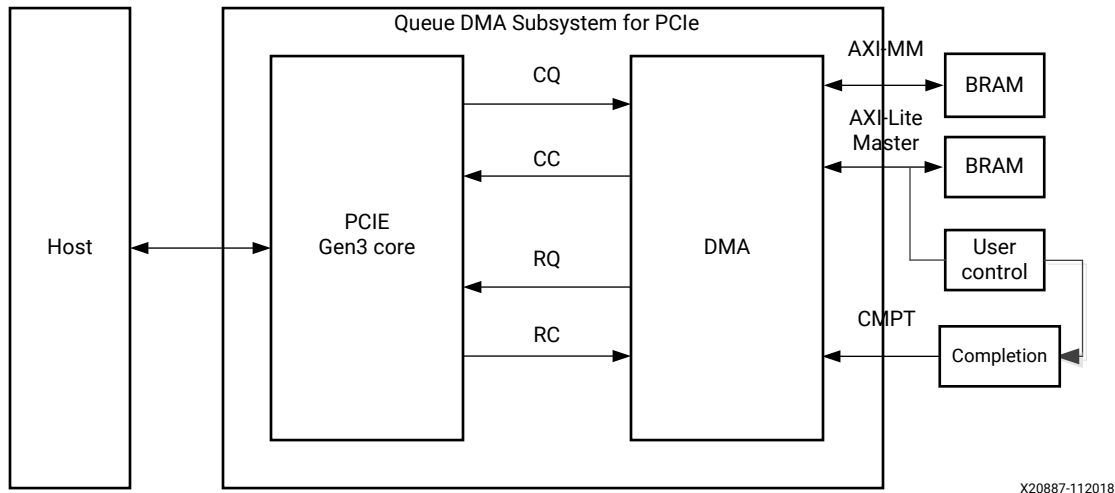 Queue DMA Subsystem for PCIe
AXI-MM
BRAM
CQ
AXI-Lite
Master
BRAM
CC
Host
PCIE
Gen3 core
DMA
User
control
RQ
CMPT
RC
Completion
X20887-112018